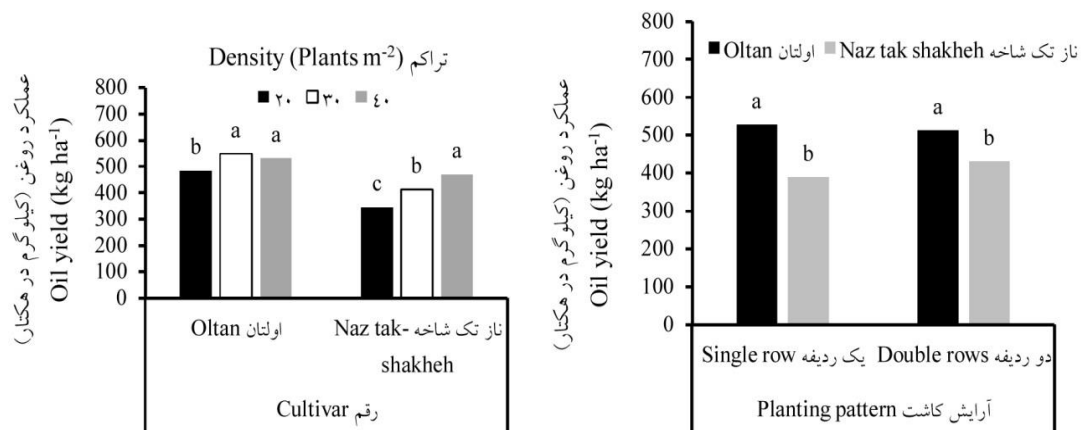 تراکم Density (Plants m⁻²)
۲۰ ۳۰ ٤۰
عملکرد روغن (کیلوگرم در هکتار)
Oil yield (kg ha⁻¹)
800
700
600
500
400
300
200
100
0
b a a c b a
Oltan اولتان
Naz tak- ناز تک شاخه
shakheh
Cultivar رقم
Oltan اولتان Naz tak shakheh ناز تک شاخه
عملکرد روغن (کیلوگرم در هکتار)
Oil yield (kg ha⁻¹)
800
700
600
500
400
300
200
100
0
a b a b
Single row یک ردیفه Double rows دو ردیفه
Planting pattern آرایش کاشت